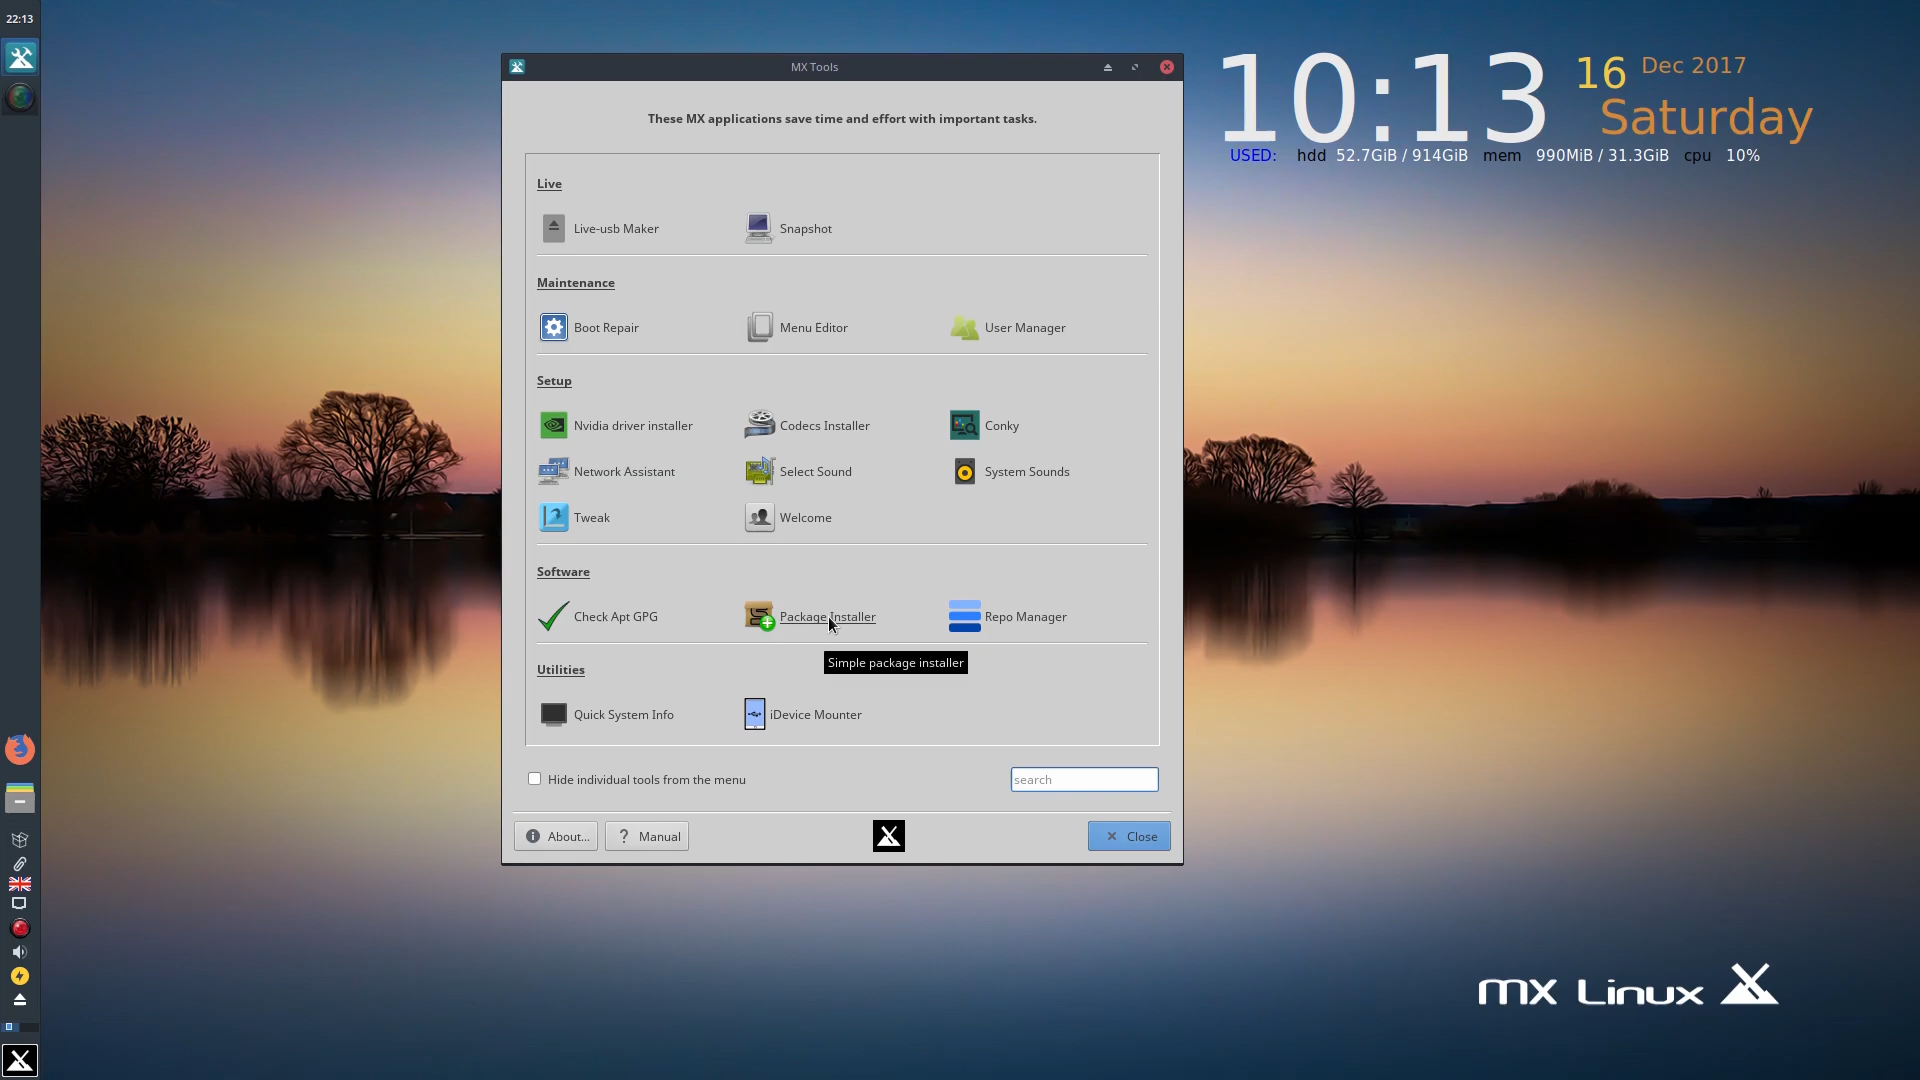 22:13
MX Tools
These MX applications save time and effort with important tasks.
Live
Live-usb Maker Snapshot
Maintenance
Boot Repair Menu Editor User Manager
Setup
Nvidia driver installer Codecs Installer Conky
Network Assistant Select Sound System Sounds
Tweak Welcome
Software
Check Apt GPG Package Installer Repo Manager
Simple package installer
Utilities
Quick System Info iDevice Mounter
Hide individual tools from the menu search
About... ? Manual Close
10:13 16 Dec 2017
Saturday
USED: hdd 52.7GiB / 914GiB mem 990MiB / 31.3GiB cpu 10%
mx Linux